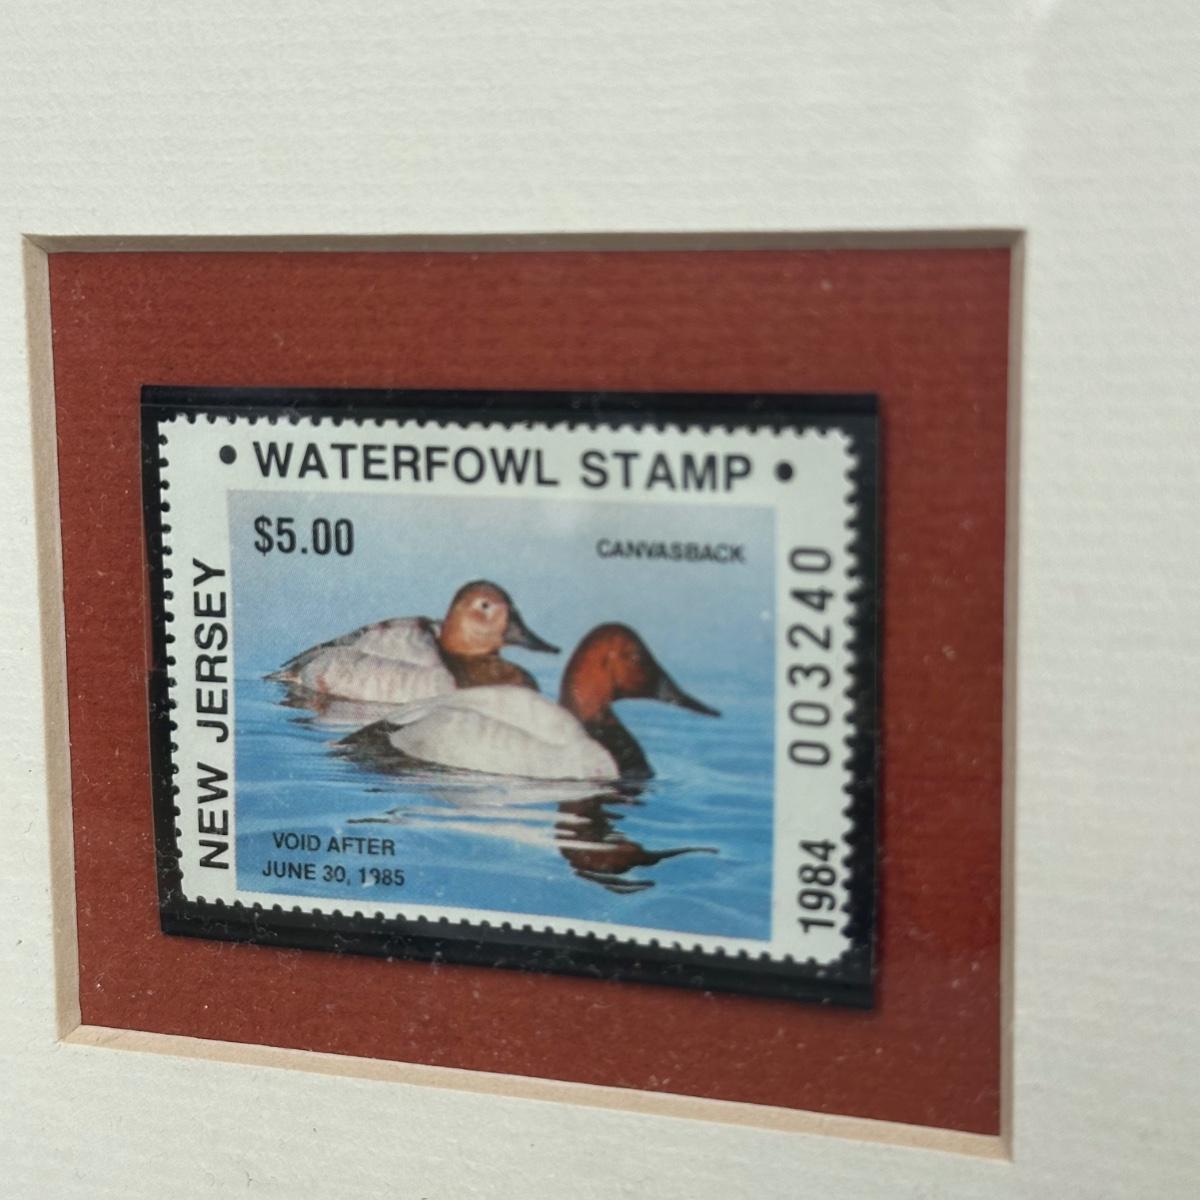 • WATERFOWL STAMP •
$5.00
CANVASBACK
NEW JERSEY
VOID AFTER
JUNE 30, 1985
1984 003240